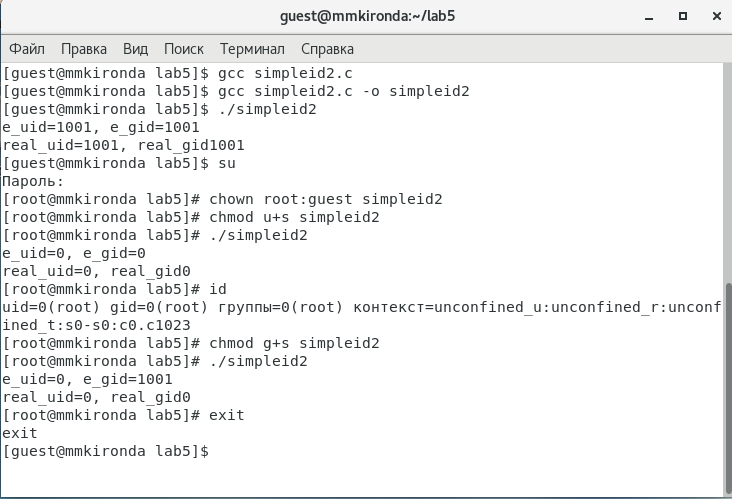 guest@mmkironda:~/lab5
Файл Правка Вид Поиск Терминал Справка
[guest@mmkironda lab5]$ gcc simpleid2.c
[guest@mmkironda lab5]$ gcc simpleid2.c -o simpleid2
[guest@mmkironda lab5]$ ./simpleid2
e_uid=1001, e_gid=1001
real_uid=1001, real_gid1001
[guest@mmkironda lab5]$ su
Пароль:
[root@mmkironda lab5]# chown root:guest simpleid2
[root@mmkironda lab5]# chmod u+s simpleid2
[root@mmkironda lab5]# ./simpleid2
e_uid=0, e_gid=0
real_uid=0, real_gid0
[root@mmkironda lab5]# id
uid=0(root) gid=0(root) группы=0(root) контекст=unconfined_u:unconfined_r:unconf
ined_t:s0-s0:c0.c1023
[root@mmkironda lab5]# chmod g+s simpleid2
[root@mmkironda lab5]# ./simpleid2
e_uid=0, e_gid=1001
real_uid=0, real_gid0
[root@mmkironda lab5]# exit
exit
[guest@mmkironda lab5]$